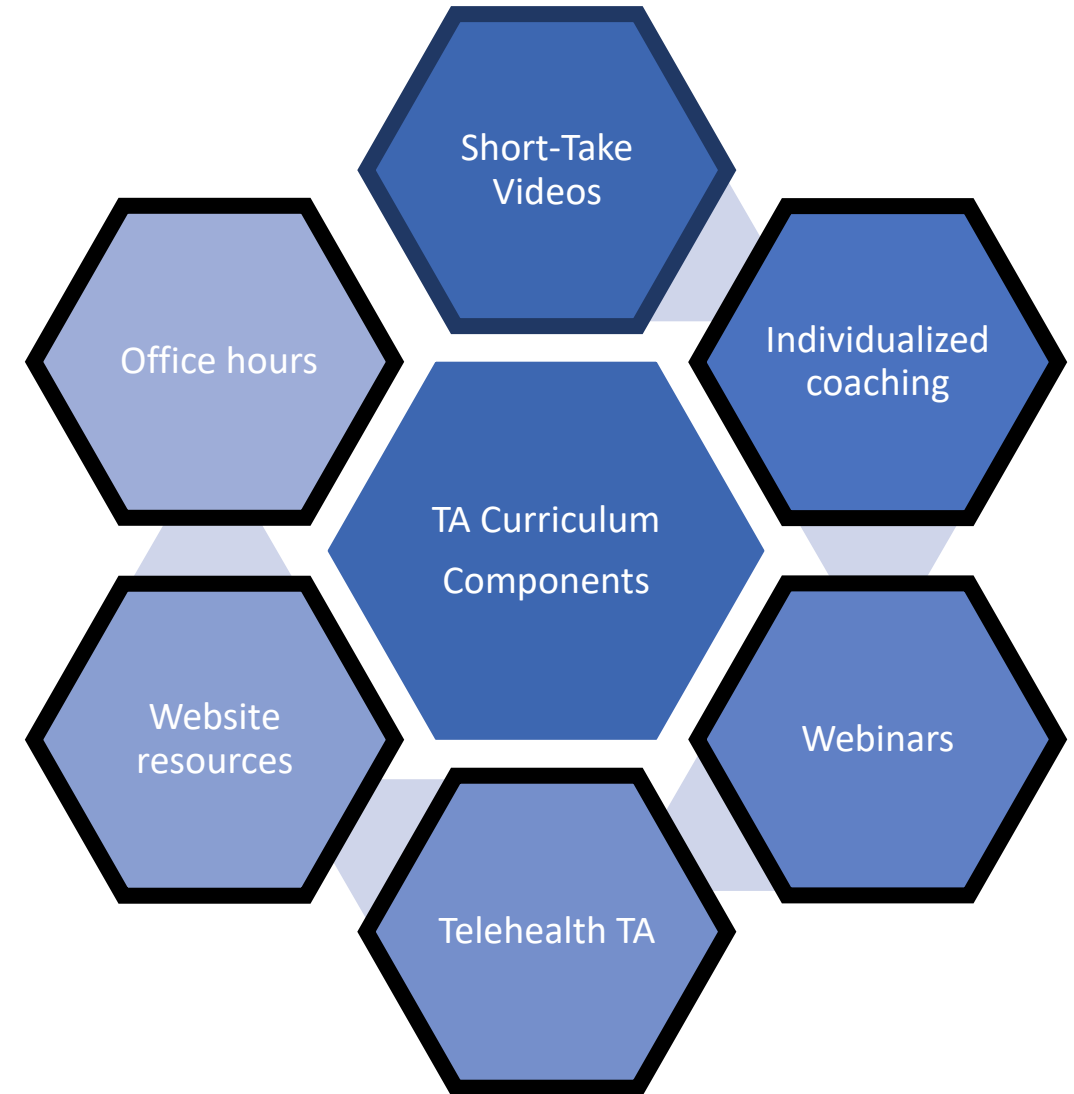 Short-Take
Videos
Individualized
coaching
Webinars
Telehealth TA
Website
resources
Office hours
TA Curriculum
Components